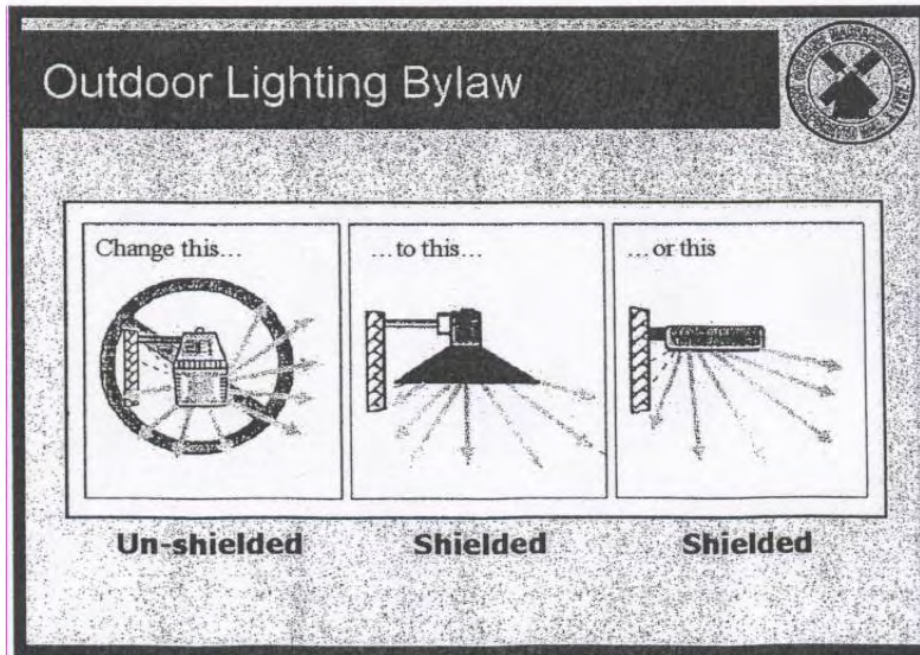 Outdoor Lighting Bylaw
Change this...
...to this...
...or this
Un-shielded
Shielded
Shielded